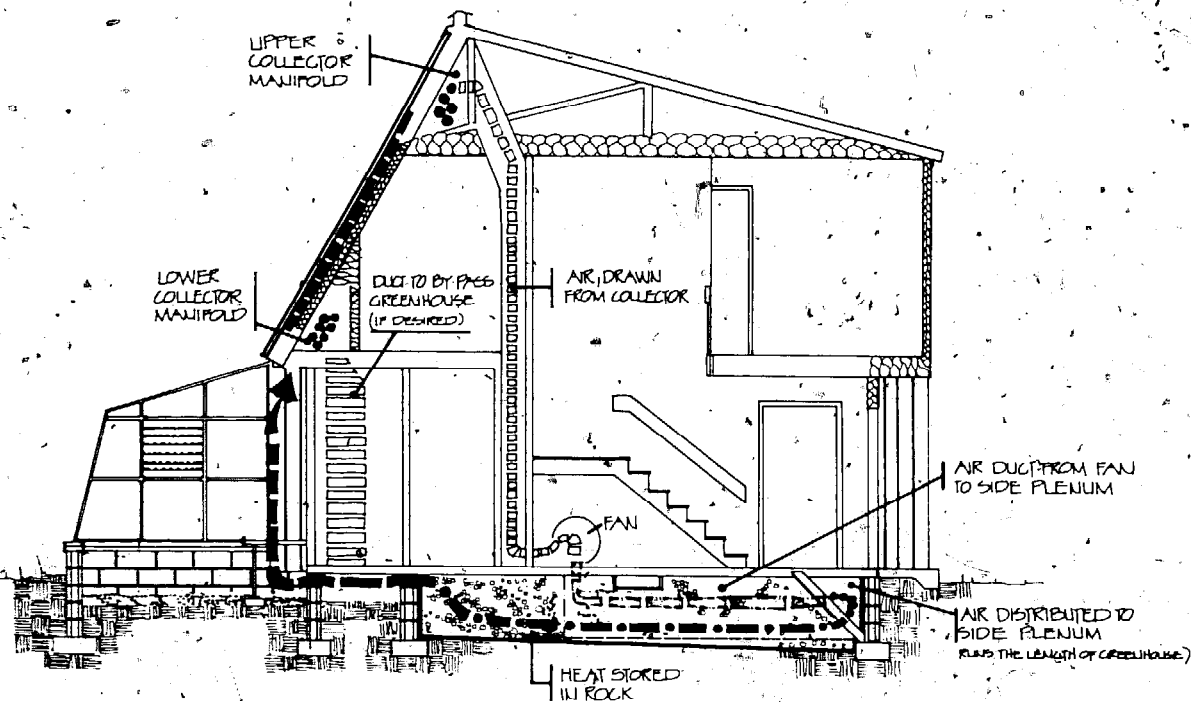 UPPER
COLLECTOR
MANIFOLD
LOWER
COLLECTOR
MANIFOLD
DUCT TO BY-PASS
GREENHOUSE
(IF DESIRED)
AIR DRAWN
FROM COLLECTOR
FAN
AIR DUCT FROM FAN
TO SIDE PLENUM
AIR DISTRIBUTED TO
SIDE PLENUM
RUNS THE LENGTH OF GREENHOUSE)
HEAT STORED
IN ROCK